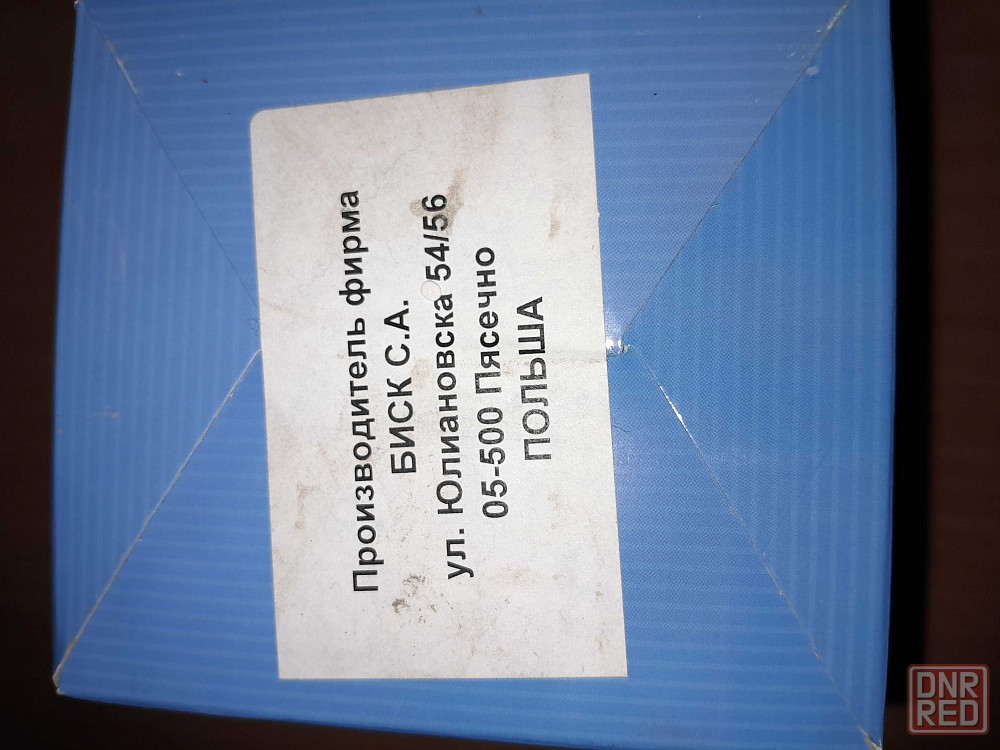 Производитель фирма
БИСК С.А.
ул. Юлиановска 54/56
05-500 Пясечно
ПОЛЬША
DNR
RED